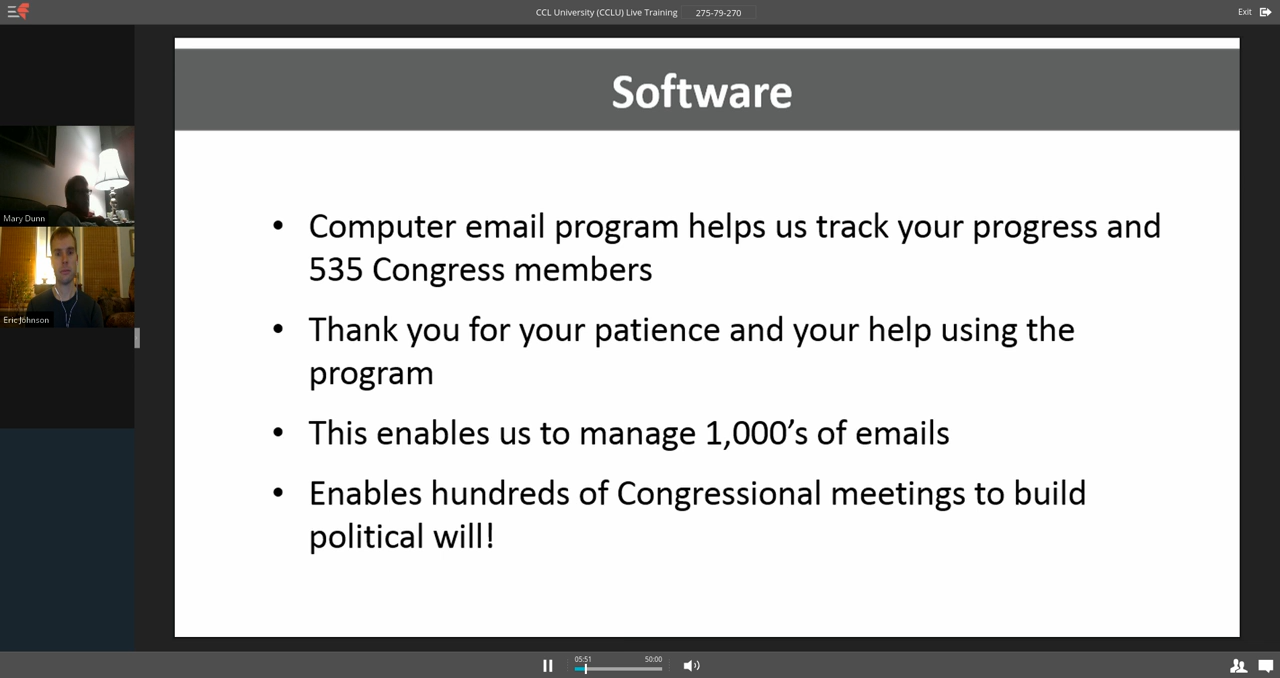 CCL University (CCLU) Live Training 275-79-270
Exit
Software
Mary Dunn
Eric Johnson
• Computer email program helps us track your progress and
535 Congress members
• Thank you for your patience and your help using the
program
• This enables us to manage 1,000’s of emails
• Enables hundreds of Congressional meetings to build
political will!
05:51 50:00